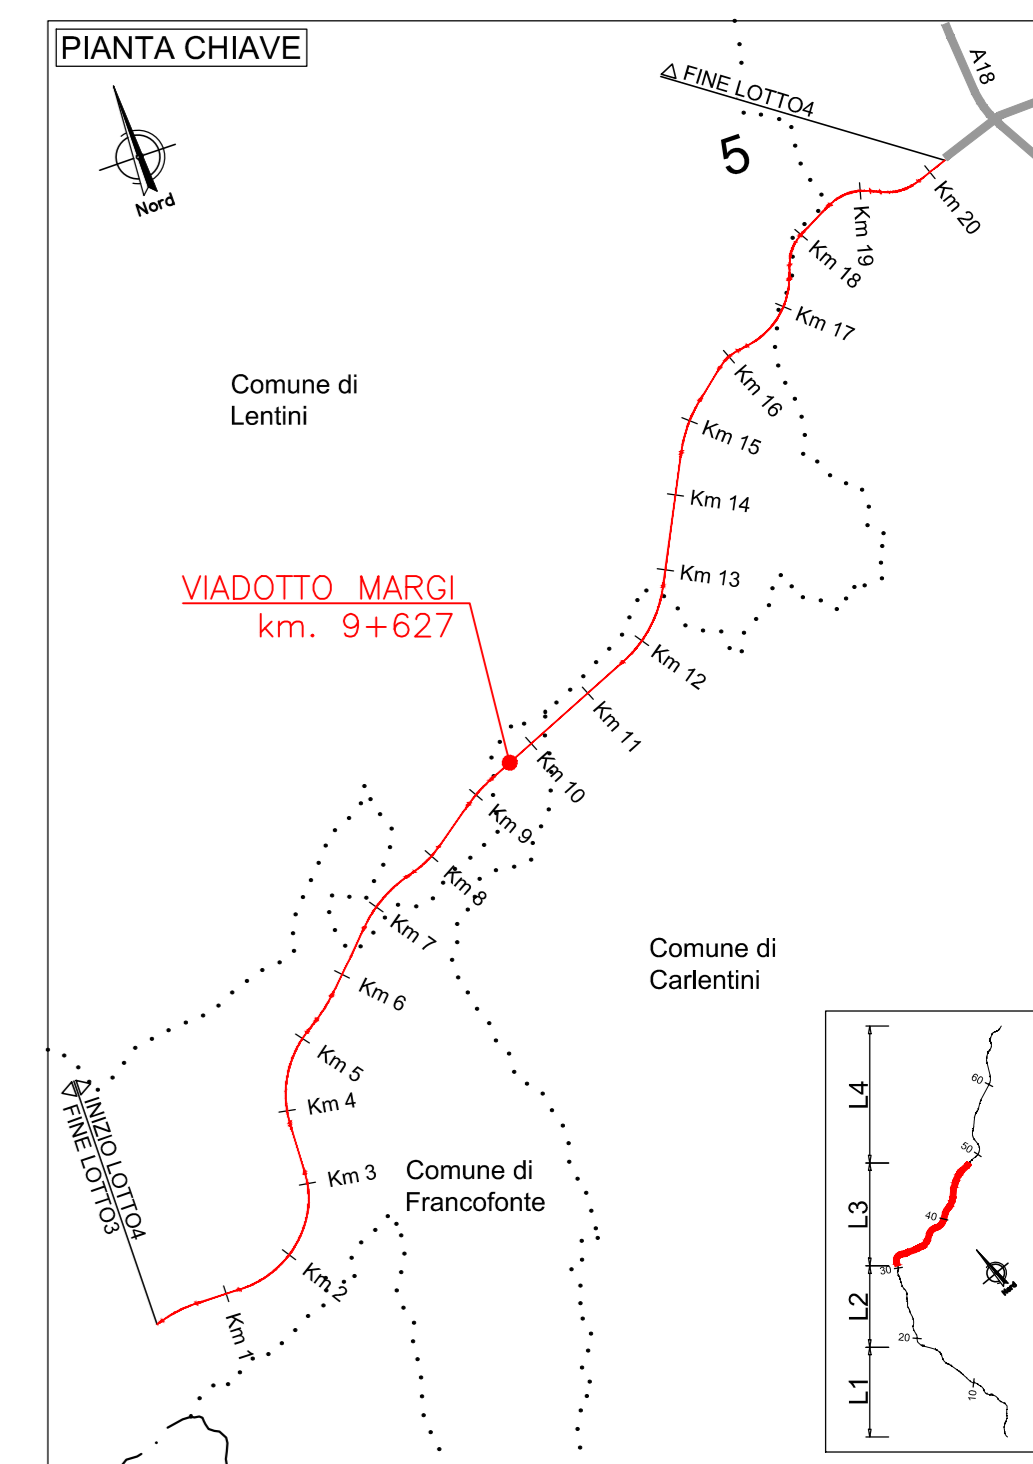 PIANTA CHIAVE
Nord
FINE LOTTO4
A18
5
Km 20
Km 19
Km 18
Km 17
Km 16
Km 15
Km 14
Km 13
Km 12
Km 11
Km 10
Km 9
Km 8
Km 7
Km 6
Km 5
Km 4
Km 3
Km 2
Km 1
Comune di
Lentini
VIADOTTO MARGI
km. 9+627
Comune di
Carlentini
Comune di
Francofonte
INIZIO LOTTO4
FINE LOTTO3
L4
L3
L2
L1
60
50
40
30
20
10
Nord